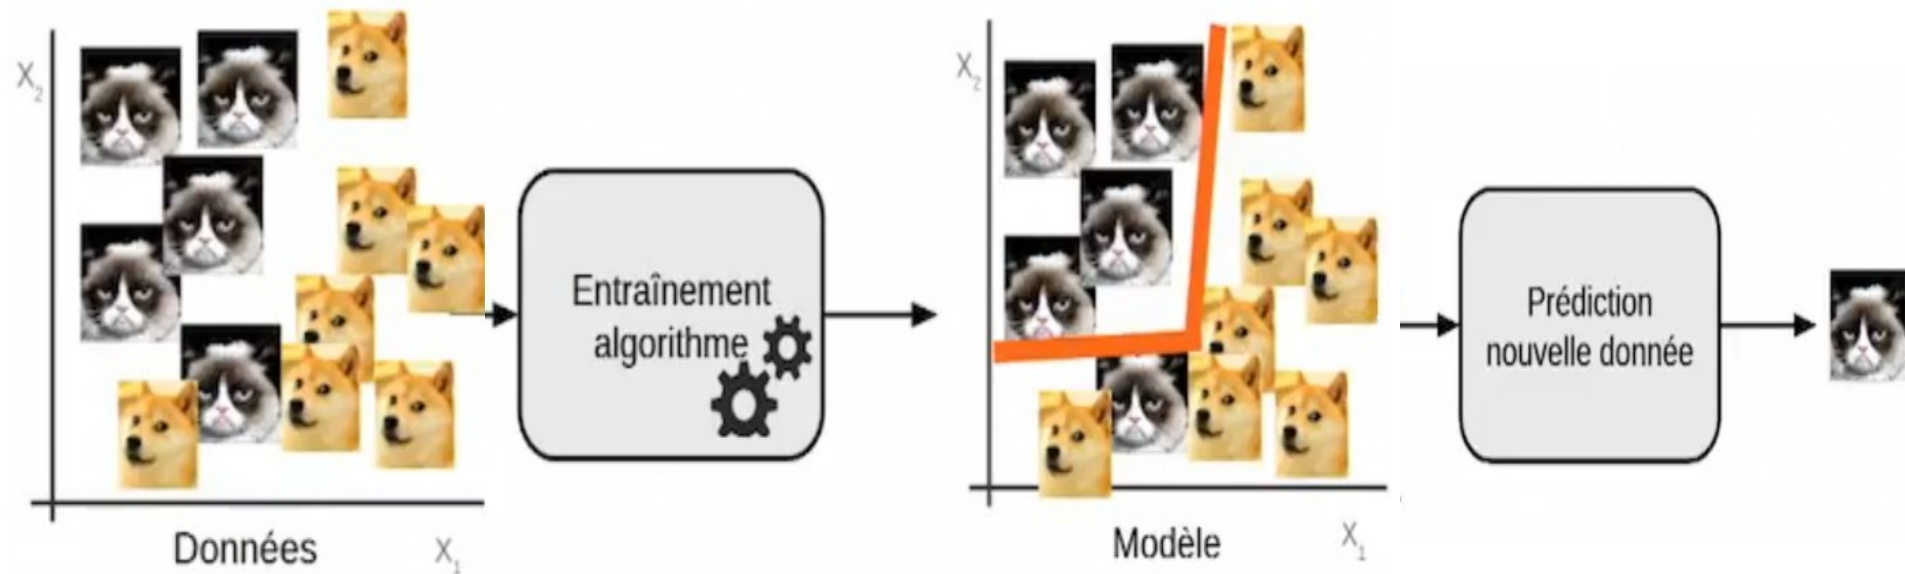 X₂
Données
X₁
Entraînement
algorithme
X₂
Modèle
X₁
Prédiction
nouvelle donnée